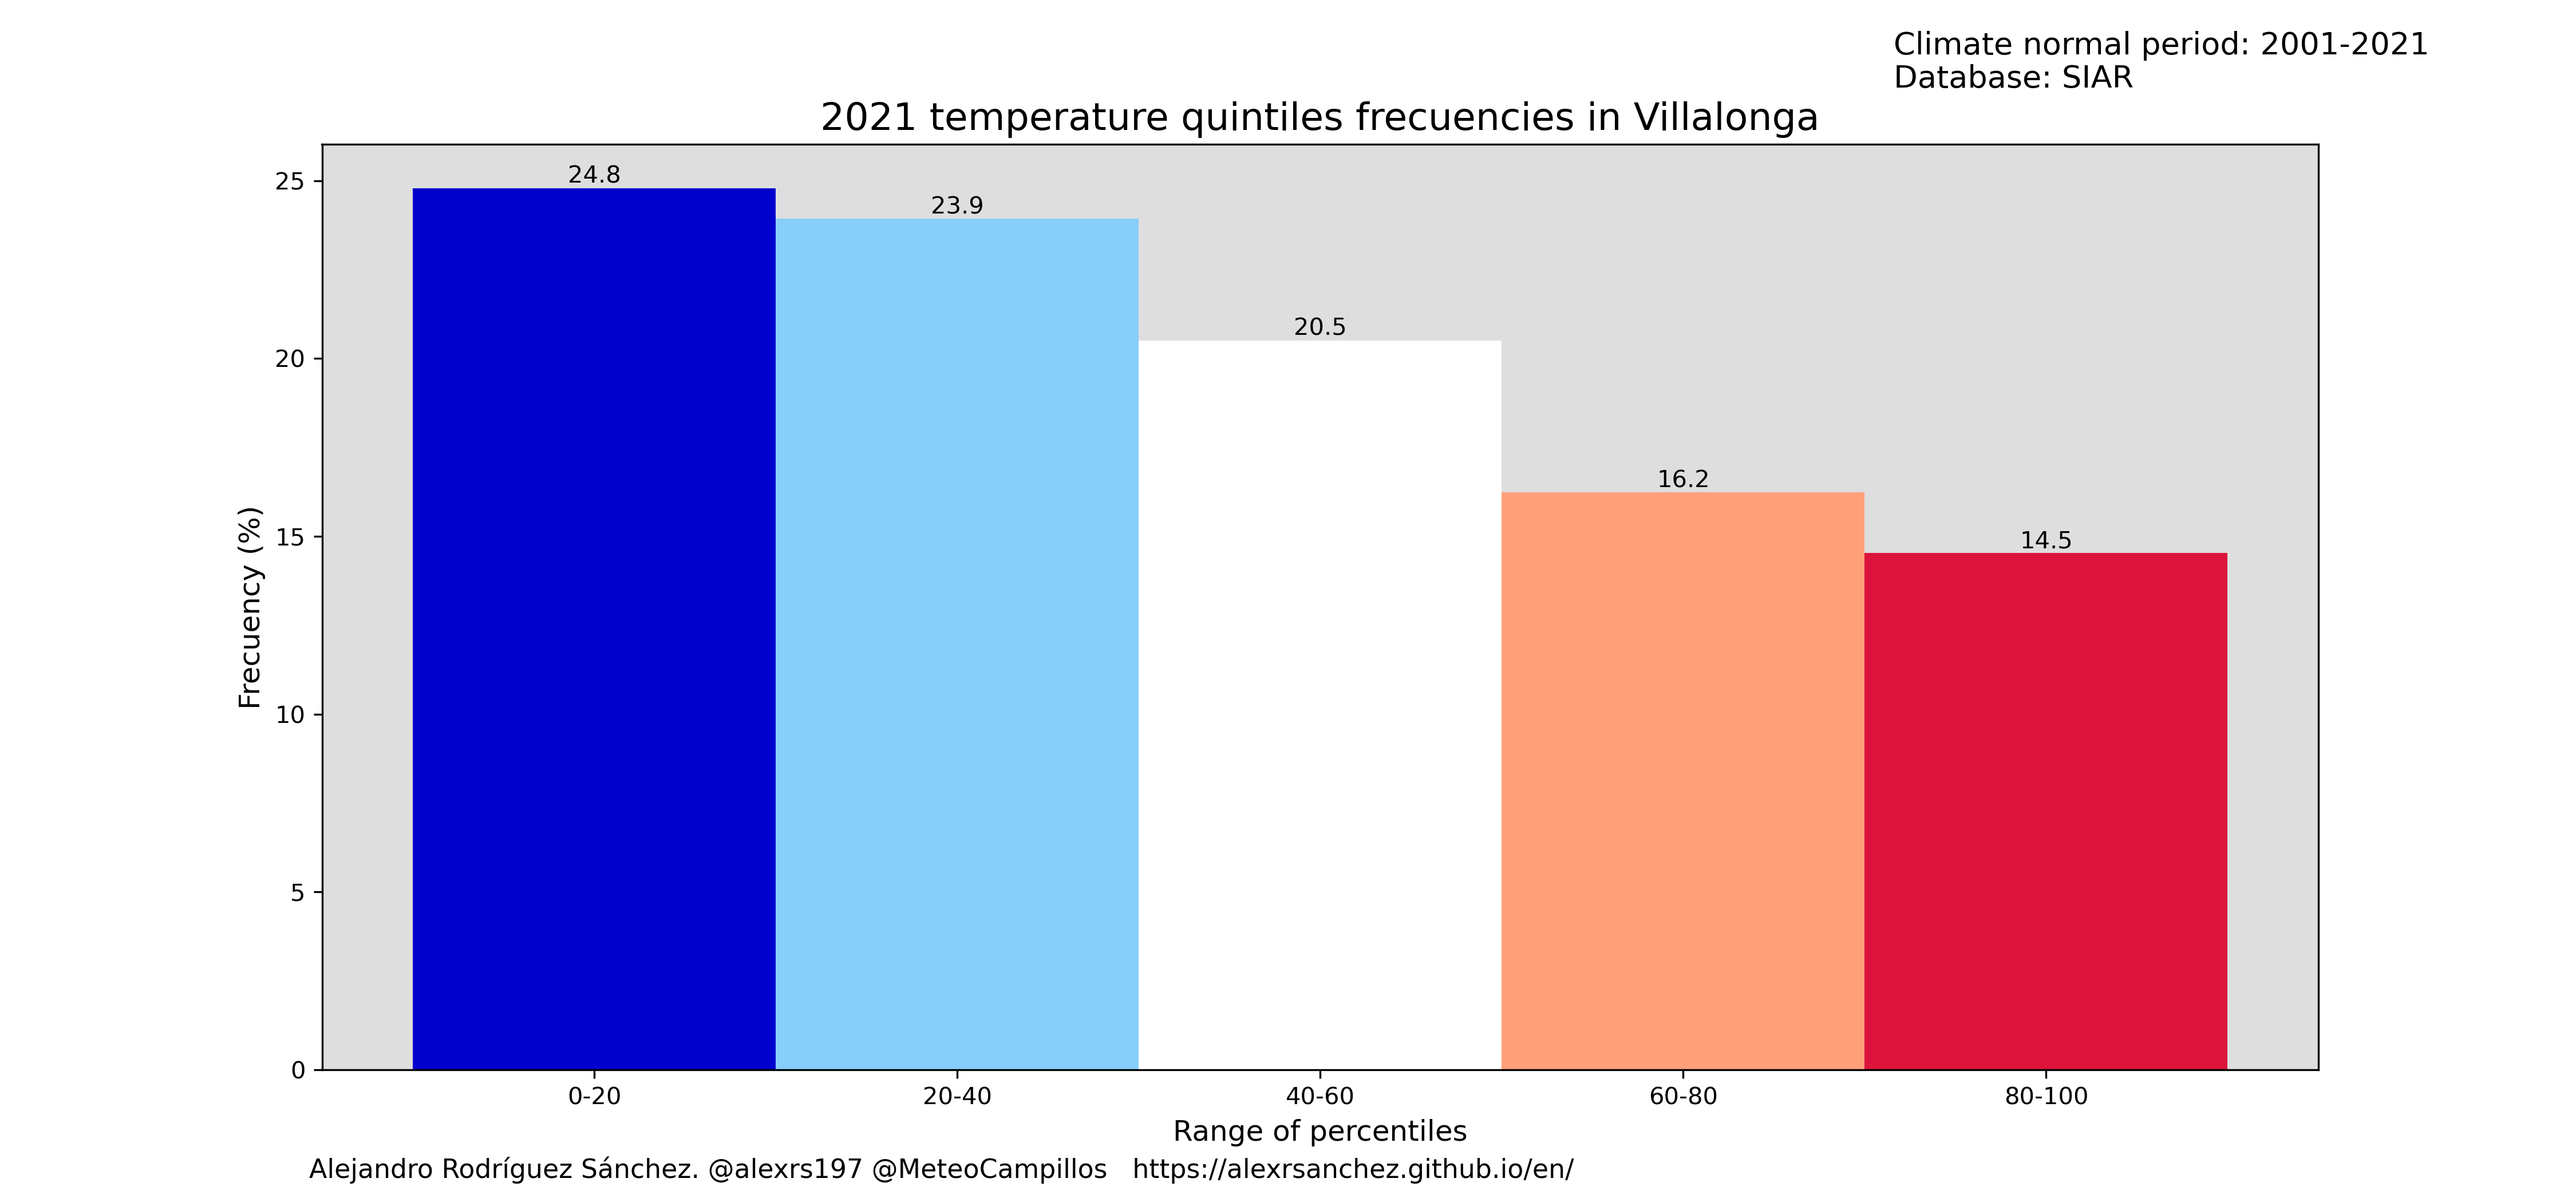 Climate normal period: 2001-2021
Database: SIAR
2021 temperature quintiles frecuencies in Villalonga
24.8
23.9
20.5
16.2
14.5
25
20
15
10
5
0
Frecuency (%)
0-20
20-40
40-60
60-80
80-100
Range of percentiles
Alejandro Rodríguez Sánchez. @alexrs197 @MeteoCampillos   https://alexrsanchez.github.io/en/